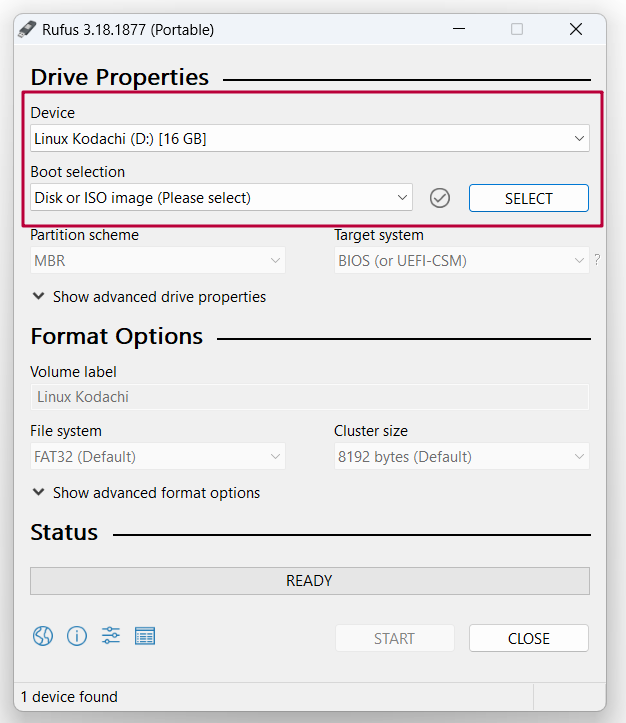 Rufus 3.18.1877 (Portable)
Drive Properties
Device
Linux Kodachi (D:) [16 GB]
Boot selection
Disk or ISO image (Please select)
SELECT
Partition scheme
Target system
MBR
BIOS (or UEFI-CSM)
?
Show advanced drive properties
Format Options
Volume label
Linux Kodachi
File system
Cluster size
FAT32 (Default)
8192 bytes (Default)
Show advanced format options
Status
READY
START
CLOSE
1 device found